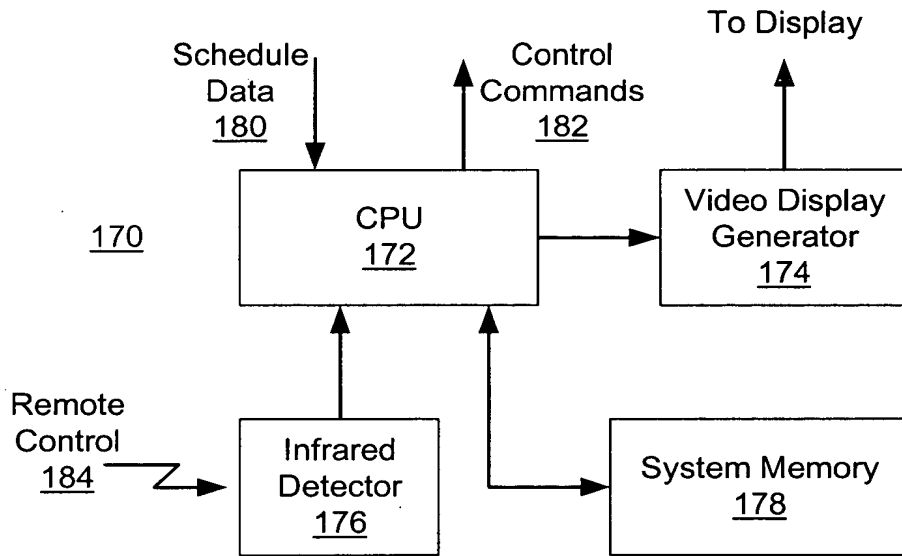 To Display
Schedule
Data
180
Control
Commands
182
CPU
172
Video Display
Generator
174
170
Remote
Control
184
Infrared
Detector
176
System Memory
178